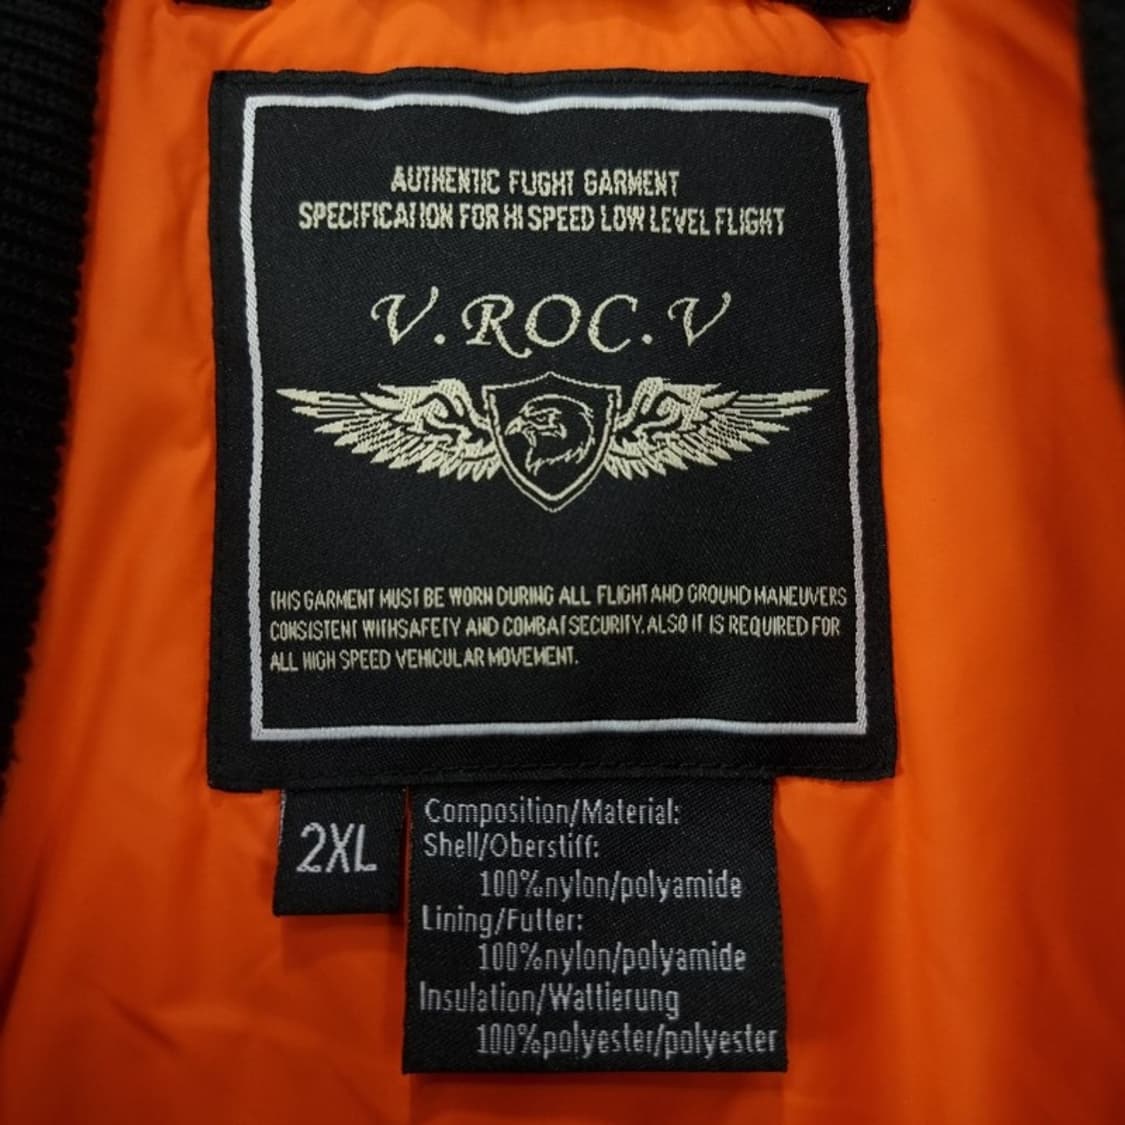 AUTHENTIC FLIGHT GARMENT
SPECIFICATION FOR HI SPEED LOW LEVEL FLIGHT
V.ROC.V
THIS GARMENT MUST BE WORN DURING ALL FLIGHT AND GROUND MANEUVERS
CONSISTENT WITHSAFETY AND COMBATSECURITY.ALSO IT IS REQUIRED FOR
ALL HIGH SPEED VEHICULAR MOVEMENT.
2XL
Composition/Material:
Shell/Oberstiff:
100%nylon/polyamide
Lining/Futter:
100%nylon/polyamide
Insulation/Wattierung
100%polyester/polyester